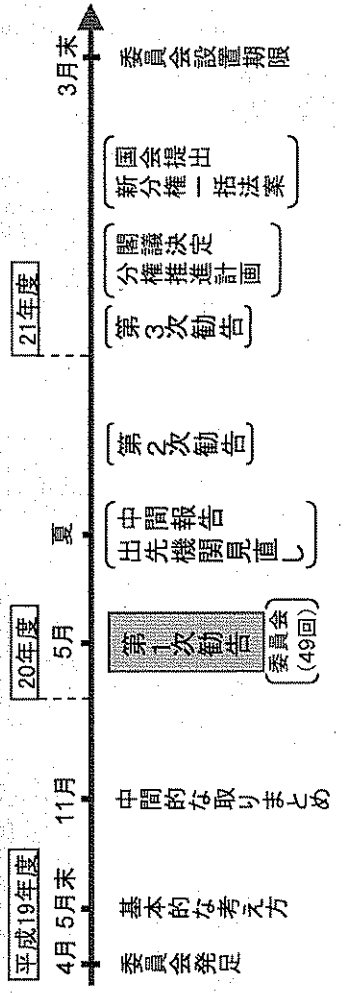 平成19年度
20年度
21年度
4月
5月末
11月
5月
夏
3月末
委員会発足
基本的な考え方
中間的な取りまとめ
第1次勧告
委員会
(49回)
出先機関見直し
中間報告
第2次勧告
第3次勧告
分権推進計画
閣議決定
新分権一括法案
国会提出
委員会設置期限